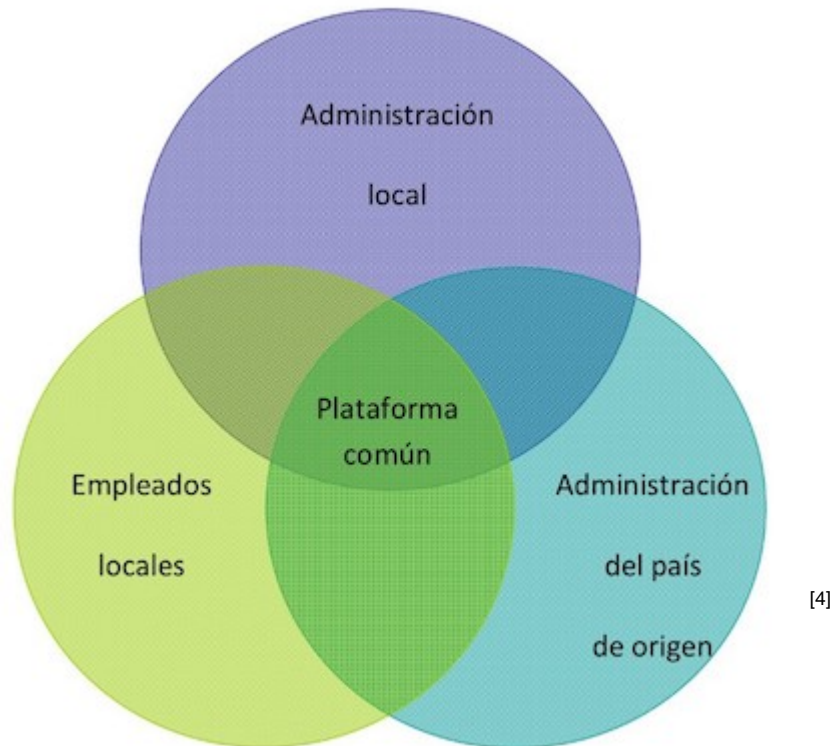 Administración
local
Plataforma
común
Empleados
locales
Administración
del país
de origen
[4]